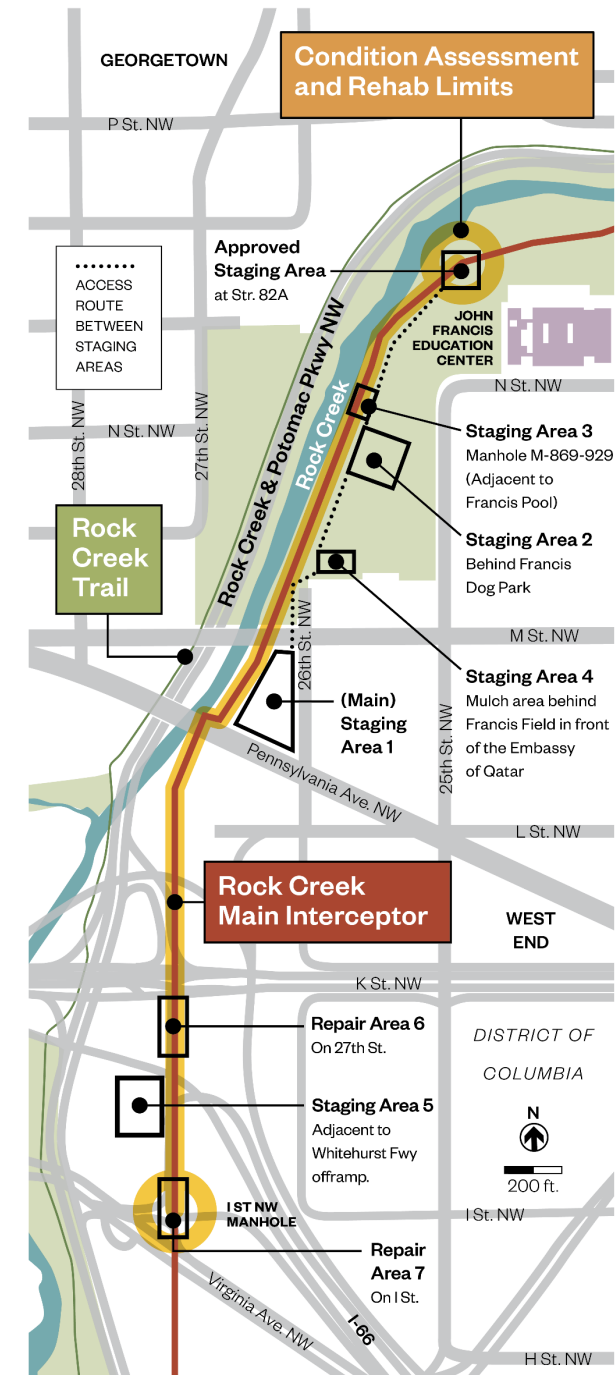 GEORGETOWN
Condition Assessment
and Rehab Limits
P St. NW
Approved
Staging Area
at Str. 82A
ACCESS
ROUTE
BETWEEN
STAGING
AREAS
JOHN
FRANCIS
EDUCATION
CENTER
Rock Creek & Potomac Pkwy NW
Rock Creek
N St. NW
28th St. NW
27th St. NW
N St. NW
Staging Area 3
Manhole M-869-929
(Adjacent to
Francis Pool)
Staging Area 2
Behind Francis
Dog Park
Rock
Creek
Trail
M St. NW
26th St. NW
Staging Area 4
Mulch area behind
Francis Field in front
of the Embassy
of Qatar
(Main)
Staging
Area 1
25th St. NW
Pennsylvania Ave. NW
L St. NW
Rock Creek
Main Interceptor
WEST
END
K St. NW
Repair Area 6
On 27th St.
DISTRICT OF
COLUMBIA
Staging Area 5
Adjacent to
Whitehurst Fwy
offramp.
N
200 ft.
I ST NW
MANHOLE
I St. NW
Repair
Area 7
On I St.
Virginia Ave. NW
I-66
H St. NW